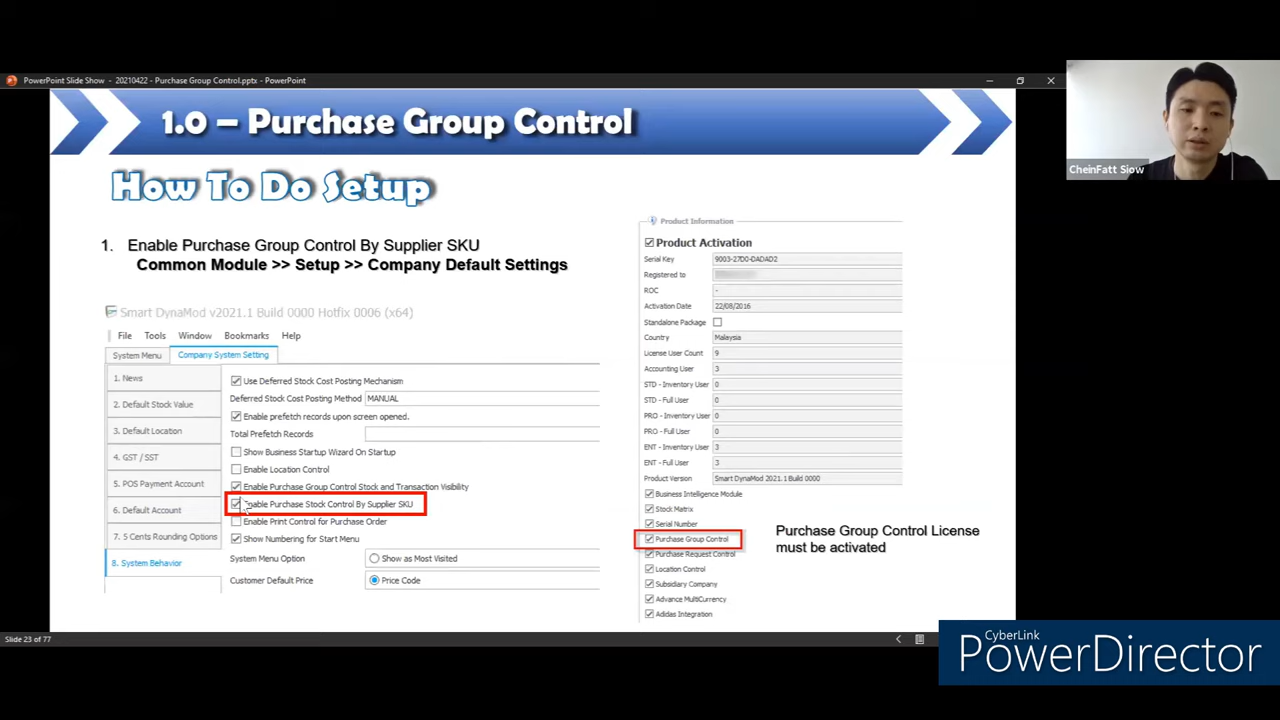 PowerPoint Slide Show - 20210422 - Purchase Group Control.pptx - PowerPoint
1.0 – Purchase Group Control
How To Do Setup
1. Enable Purchase Group Control By Supplier SKU
Common Module >> Setup >> Company Default Settings
Smart DynaMod v2021.1 Build 0000 Hotfix 0006 (x64)
File Tools Window Bookmarks Help
System Menu Company System Setting
1. News
2. Default Stock Value
3. Default Location
4. GST / SST
5. POS Payment Account
6. Default Account
7. 5 Cents Rounding Options
8. System Behavior
Use Deferred Stock Cost Posting Mechanism
Deferred Stock Cost Posting Method MANUAL
Enable prefetch records upon screen opened.
Total Prefetch Records
Show Business Startup Wizard On Startup
Enable Location Control
Enable Purchase Group Control Stock and Transaction Visibility
Enable Purchase Stock Control By Supplier SKU
Enable Print Control for Purchase Order
Show Numbering for Start Menu
System Menu Option Show as Most Visited
Customer Default Price Price Code
Product Information
Product Activation
Serial Key 9003-27D0-DADAD2
Registered to
ROC -
Activation Date 22/08/2016
Standalone Package
Country Malaysia
License User Count 9
Accounting User 3
STD - Inventory User 0
STD - Full User 0
PRO - Inventory User 0
PRO - Full User 0
ENT - Inventory User 3
ENT - Full User 3
Product Version Smart DynaMod 2021.1 Build 0000
Business Intelligence Module
Stock Matrix
Serial Number
Purchase Group Control
Purchase Request Control
Location Control
Subsidiary Company
Advance MultiCurrency
Adidas Integration
Purchase Group Control License
must be activated
CheinFatt Siow
Slide 23 of 77
CyberLink
PowerDirector